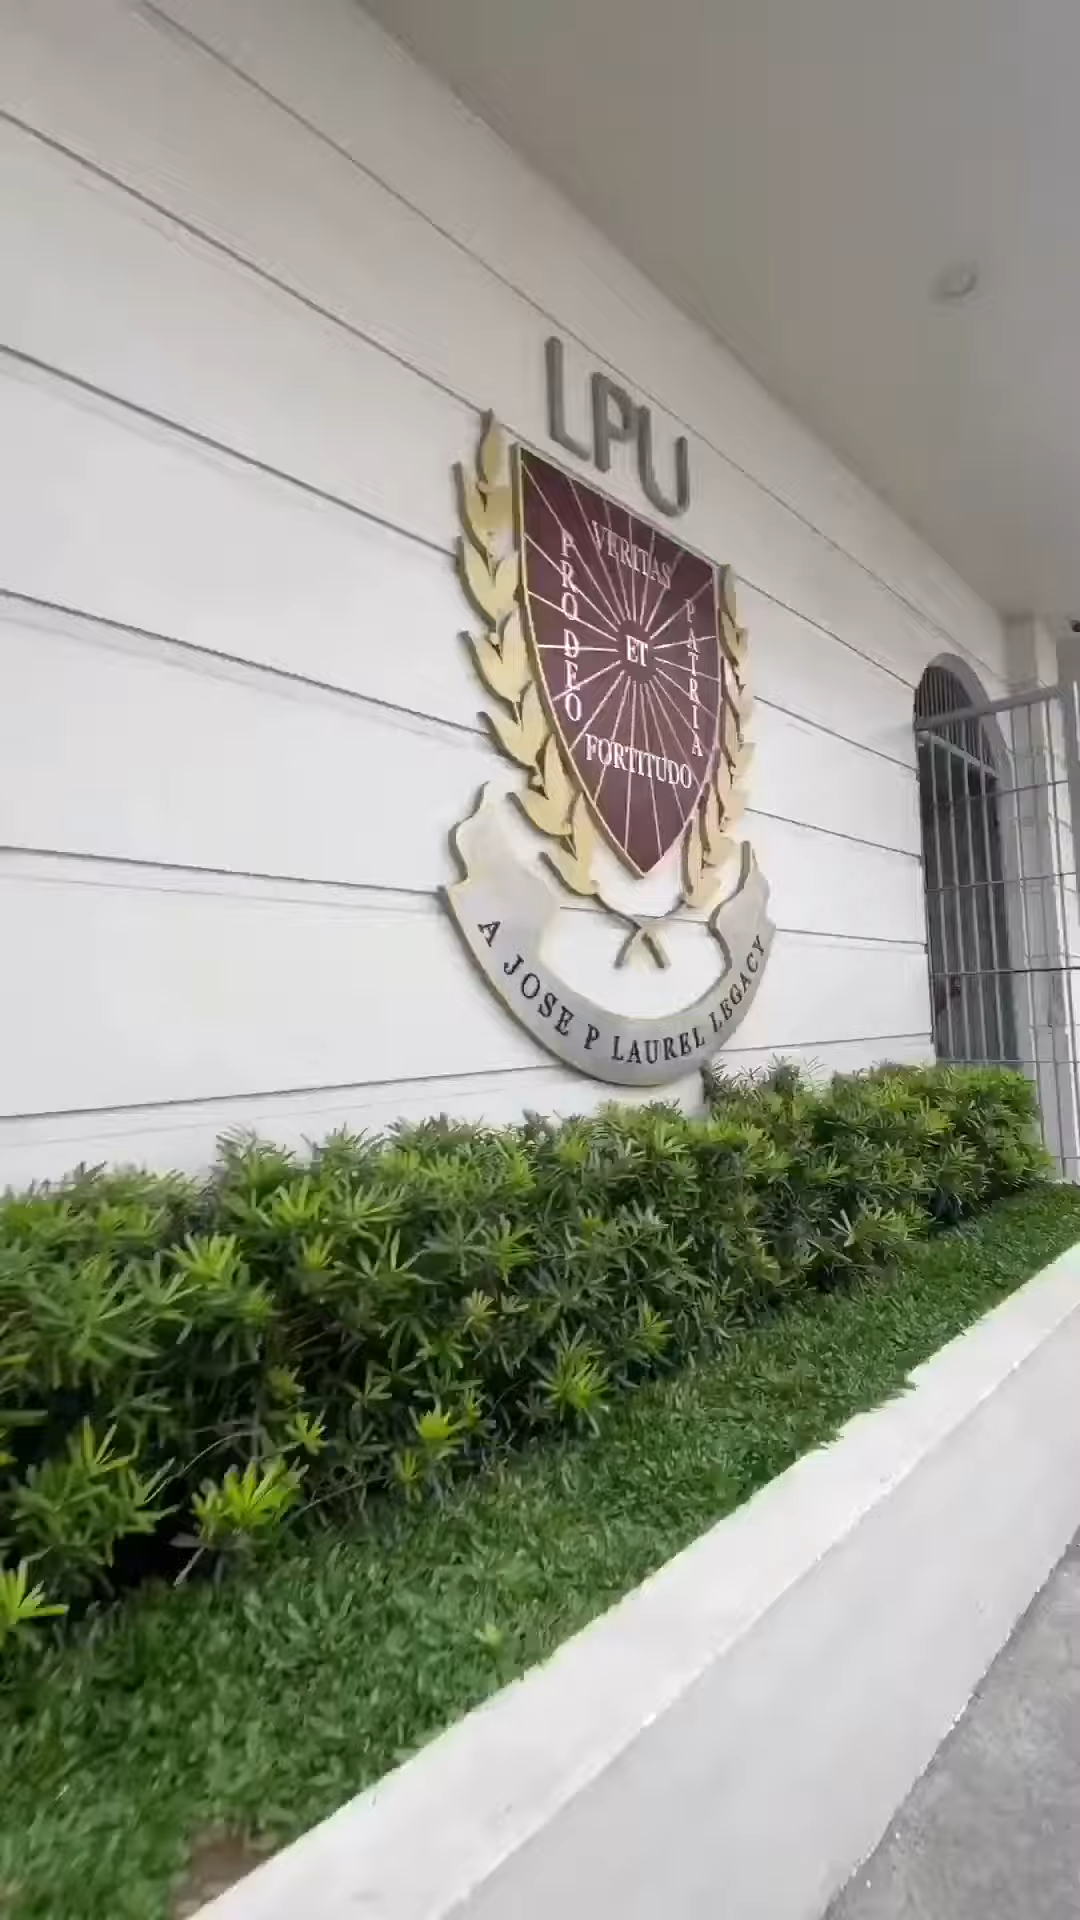 LPU
VERITAS
PRO DEO
ET
PATRIA
FORTITUDO
A JOSE P LAUREL LEGACY